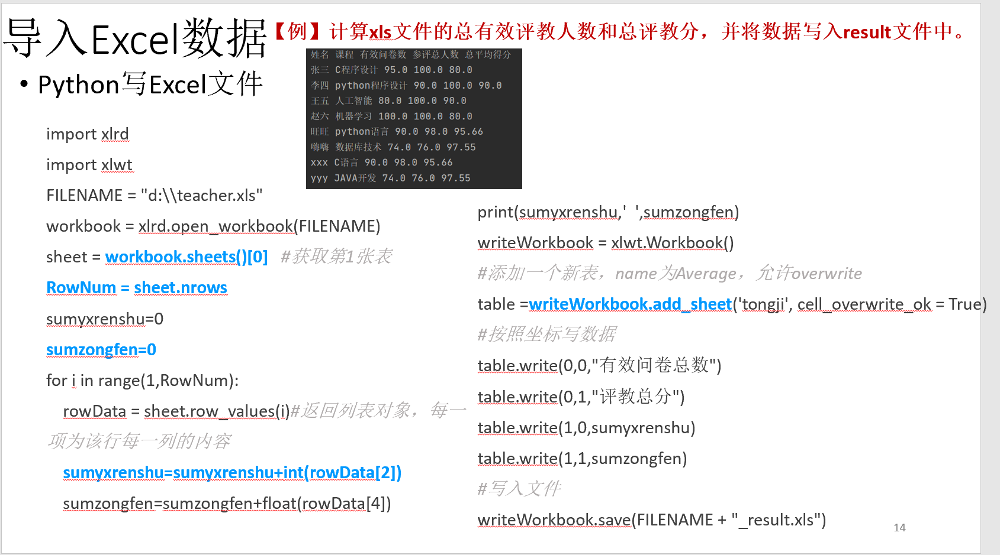 导入Excel数据
【例】计算xls文件的总有效评教人数和总评教分，并将数据写入result文件中。
• Python写Excel文件
姓名 课程 有效问卷数 参评总人数 总平均得分
张三 C程序设计 95.0 100.0 80.0
李四 python程序设计 90.0 100.0 90.0
王五 人工智能 80.0 100.0 90.0
赵六 机器学习 100.0 100.0 80.0
旺旺 python语言 90.0 98.0 95.66
嗨嗨 数据库技术 74.0 76.0 97.55
xxx C语言 90.0 98.0 95.66
yyy JAVA开发 74.0 76.0 97.55
import xlrd
import xlwt
FILENAME = "d:\\teacher.xls"
workbook = xlrd.open_workbook(FILENAME)
sheet = workbook.sheets()[0] #获取第1张表
RowNum = sheet.nrows
sumyxrenshu=0
sumzongfen=0
for i in range(1,RowNum):
rowData = sheet.row_values(i)#返回列表对象，每一
项为该行每一列的内容
sumyxrenshu=sumyxrenshu+int(rowData[2])
sumzongfen=sumzongfen+float(rowData[4])
print(sumyxrenshu,' ',sumzongfen)
writeWorkbook = xlwt.Workbook()
#添加一个新表，name为Average，允许overwrite
table =writeWorkbook.add_sheet('tongji', cell_overwrite_ok = True)
#按照坐标写数据
table.write(0,0,"有效问卷总数")
table.write(0,1,"评教总分")
table.write(1,0,sumyxrenshu)
table.write(1,1,sumzongfen)
#写入文件
writeWorkbook.save(FILENAME + "_result.xls")
14